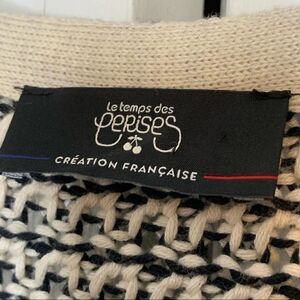 Le temps des
CERISES
CRÉATION FRANÇAISE